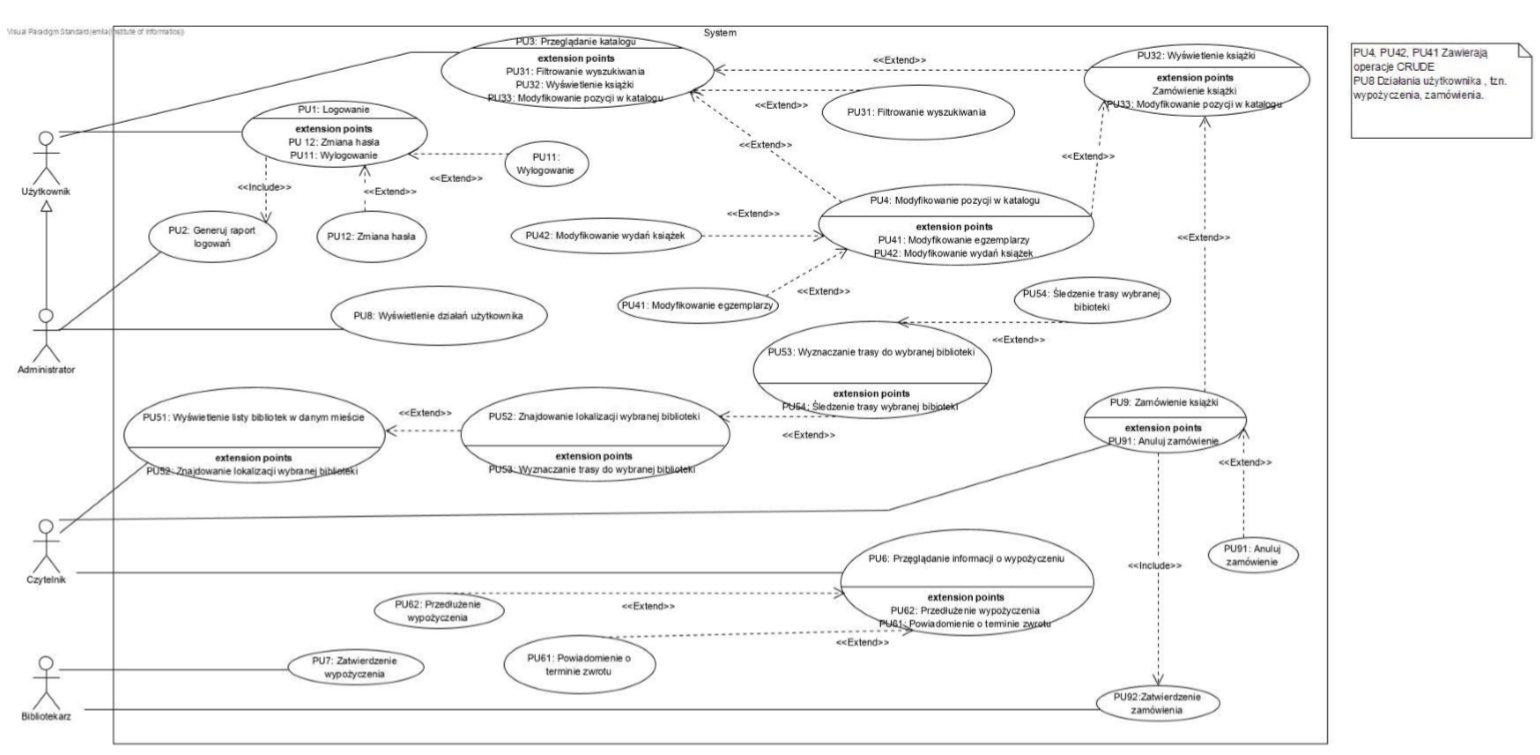 Visual Paradigm Standard(emilia(Institute of Informatics))
System
PU3: Przeglądanie katalogu
extension points
PU31: Filtrowanie wyszukiwania
PU32: Wyświetlenie książki
PU33: Modyfikowanie pozycji w katalogu
<<Extend>>
PU32: Wyświetlenie książki
extension points
Zamówienie książki
PU33: Modyfikowanie pozycji w katalogu
PU4, PU42, PU41 Zawierają
operacje CRUDE
PU8 Działania użytkownika , tzn.
wypożyczenia, zamówienia.
PU1: Logowanie
extension points
PU 12: Zmiana hasła
PU11: Wylogowanie
<<Extend>>
PU31: Filtrowanie wyszukiwania
<<Extend>>
<<Extend>>
PU11:
Wylogowanie
<<Extend>>
Użytkownik
<<Include>>
<<Extend>>
PU2: Generuj raport
logowań
PU12: Zmiana hasła
PU42: Modyfikowanie wydań książek
<<Extend>>
PU4: Modyfikowanie pozycji w katalogu
extension points
PU41: Modyfikowanie egzemplarzy
PU42: Modyfikowanie wydań książek
<<Extend>>
PU41: Modyfikowanie egzemplarzy
<<Extend>>
PU54: Śledzenie trasy wybranej
bibioteki
<<Extend>>
PU8: Wyświetlenie działań użytkownika
Administrator
PU53: Wyznaczanie trasy do wybranej biblioteki
extension points
PU54: Śledzenie trasy wybranej bibioteki
<<Extend>>
PU51: Wyświetlenie listy bibliotek w danym mieście
extension points
PU52: Znajdowanie lokalizacji wybranej biblioteki
<<Extend>>
PU52: Znajdowanie lokalizacji wybranej biblioteki
extension points
PU53: Wyznaczanie trasy do wybranej biblioteki
PU9: Zamówienie książki
extension points
PU91: Anuluj zamówienie
<<Extend>>
PU91: Anuluj
zamówienie
<<Include>>
Czytelnik
PU6: Przęglądanie informacji o wypożyczeniu
extension points
PU62: Przedłużenie wypożyczenia
PU61: Powiadomienie o terminie zwrotu
PU62: Przedłużenie
wypożyczenia
<<Extend>>
<<Extend>>
PU61: Powiadomienie o
terminie zwrotu
PU7: Zatwierdzenie
wypożyczenia
PU92:Zatwierdzenie
zamówienia
Bibliotekarz